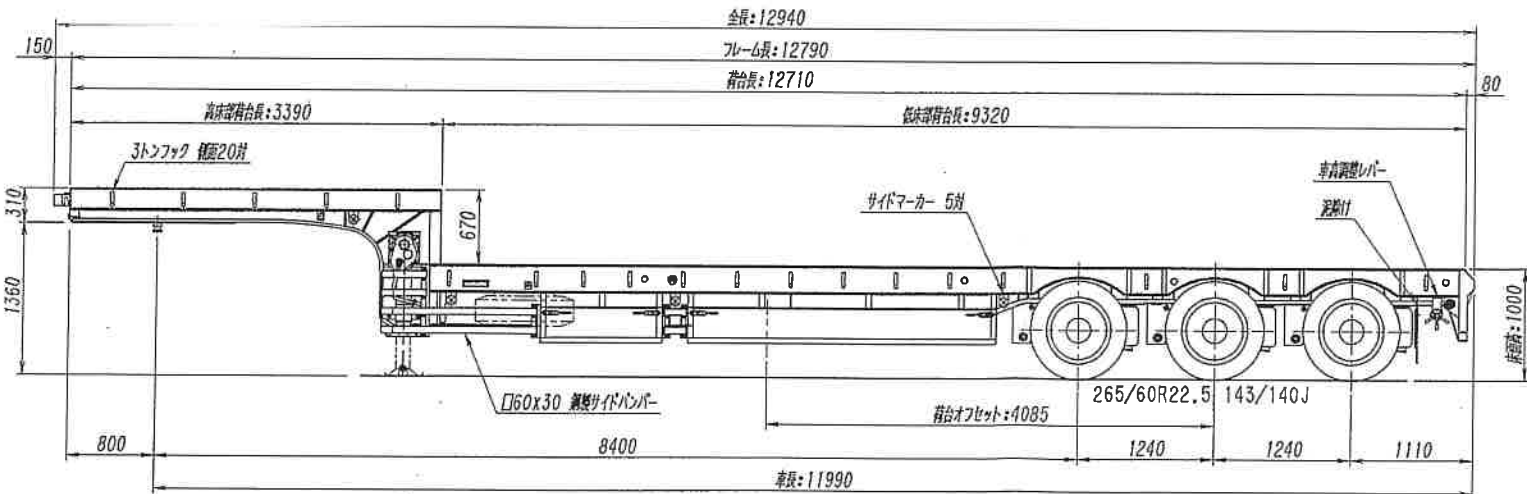 全長:12940
150
フレーム長:12790
荷台長:12710
80
高床部荷台長:3390
低床部荷台長:9320
3トンフック 側面20対
車高調整レバー
310
サイドマーカー 5対
泥除け
670
1360
床面高:1000
□60x30 鋼製サイドバンパー
265/60R22.5 143/140J
荷台オフセット:4085
800
8400
1240
1240
1110
車長:11990